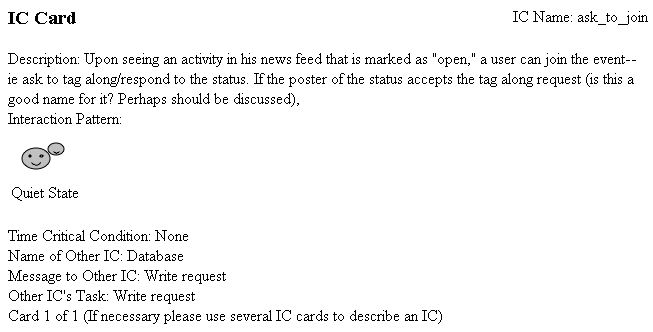 IC Card
IC Name: ask_to_join
Description: Upon seeing an activity in his news feed that is marked as "open," a user can join the event--
ie ask to tag along/respond to the status. If the poster of the status accepts the tag along request (is this a
good name for it? Perhaps should be discussed),
Interaction Pattern:
Quiet State
Time Critical Condition: None
Name of Other IC: Database
Message to Other IC: Write request
Other IC's Task: Write request
Card 1 of 1 (If necessary please use several IC cards to describe an IC)